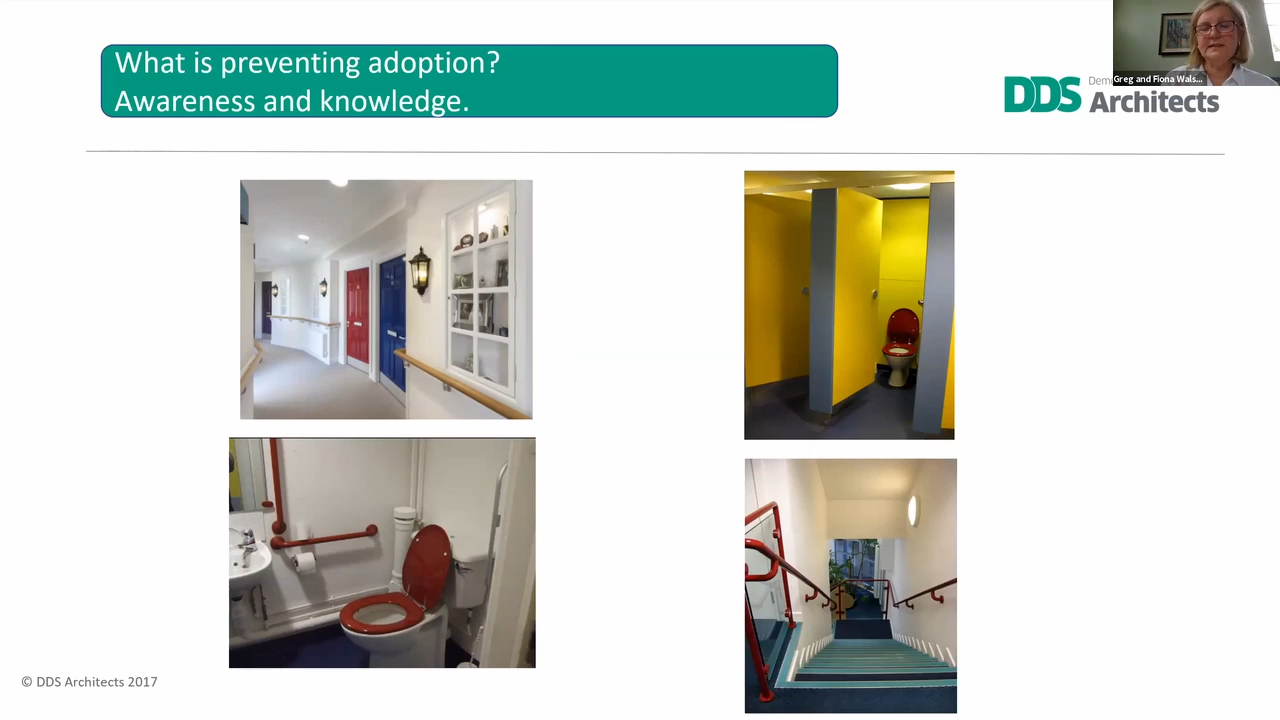 What is preventing adoption?
Awareness and knowledge.
Greg and Fiona Wals...
DDS
Architects
© DDS Architects 2017